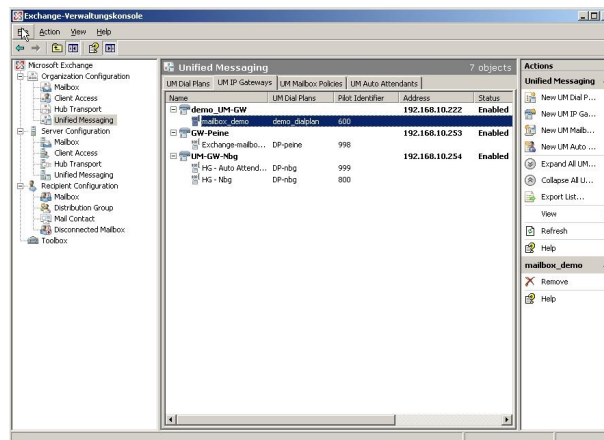 Exchange-Verwaltungskonsole
File Action View Help
Microsoft Exchange
Organization Configuration
Mailbox
Client Access
Hub Transport
Unified Messaging
Server Configuration
Mailbox
Client Access
Hub Transport
Unified Messaging
Recipient Configuration
Mailbox
Distribution Group
Mail Contact
Disconnected Mailbox
Toolbox
Unified Messaging 7 objects
UM Dial Plans UM IP Gateways UM Mailbox Policies UM Auto Attendants
Name UM Dial Plans Pilot Identifier Address Status
demo_UM-GW 192.168.10.222 Enabled
mailbox_demo demo_dialplan 600
GW-Peine 192.168.10.253 Enabled
Exchange-mailbo... DP-peine 998
UM-GW-Nbg 192.168.10.254 Enabled
HG - Auto Attend... DP-nbg 999
HG - Nbg DP-nbg 800
Actions
Unified Messaging
New UM Dial P...
New UM IP Ga...
New UM Mailb...
New UM Auto ...
Expand All UM...
Collapse All U...
Export List...
View
Refresh
Help
mailbox_demo
Remove
Help